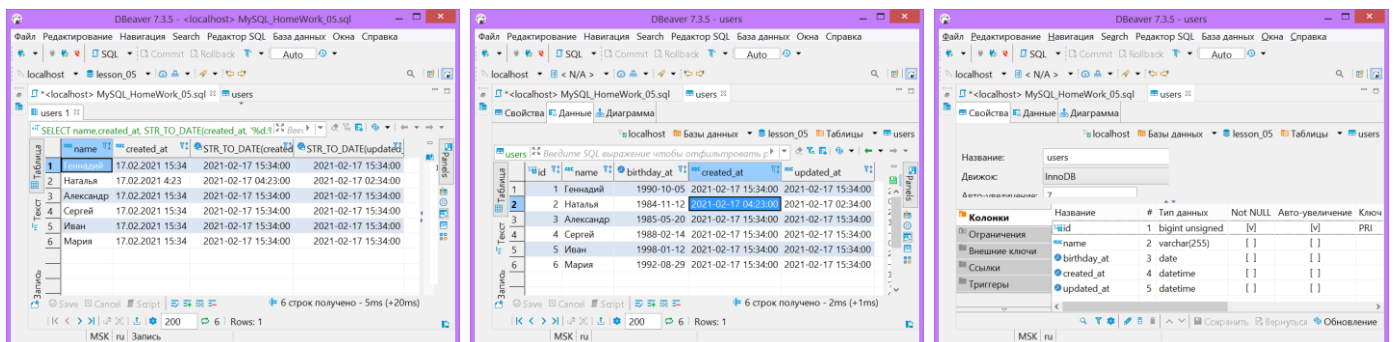 DBeaver 7.3.5 - <localhost> MySQL_HomeWork_05.sql
Файл Редактирование Навигация Search Редактор SQL База данных Окна Справка
SQL Commit Rollback T Auto
localhost lesson_05
*<localhost> MySQL_HomeWork_05.sql users
users 1
SELECT name,created_at, STR_TO_DATE(created_at, '%d.%
name created_at STR_TO_DATE(created STR_TO_DATE(updated_
1 Геннадий 17.02.2021 15:34 2021-02-17 15:34:00 2021-02-17 15:34:00
2 Наталья 17.02.2021 4:23 2021-02-17 04:23:00 2021-02-17 02:34:00
3 Александр 17.02.2021 15:34 2021-02-17 15:34:00 2021-02-17 15:34:00
4 Сергей 17.02.2021 15:34 2021-02-17 15:34:00 2021-02-17 15:34:00
5 Иван 17.02.2021 15:34 2021-02-17 15:34:00 2021-02-17 15:34:00
6 Мария 17.02.2021 15:34 2021-02-17 15:34:00 2021-02-17 15:34:00
Таблица
Текст
Запись
Panels
Save Cancel Script 6 строк получено - 5ms (+20ms)
200 6 Rows: 1
MSK ru Запись
DBeaver 7.3.5 - users
Файл Редактирование Навигация Search Редактор SQL База данных Окна Справка
SQL Commit Rollback T Auto
localhost < N/A >
*<localhost> MySQL_HomeWork_05.sql users
Свойства Данные Диаграмма
localhost Базы данных lesson_05 Таблицы users
users Введите SQL выражение чтобы отфильтровать р
id name birthday_at created_at updated_at
1 1 Геннадий 1990-10-05 2021-02-17 15:34:00 2021-02-17 15:34:00
2 2 Наталья 1984-11-12 2021-02-17 04:23:00 2021-02-17 02:34:00
3 3 Александр 1985-05-20 2021-02-17 15:34:00 2021-02-17 15:34:00
4 4 Сергей 1988-02-14 2021-02-17 15:34:00 2021-02-17 15:34:00
5 5 Иван 1998-01-12 2021-02-17 15:34:00 2021-02-17 15:34:00
6 6 Мария 1992-08-29 2021-02-17 15:34:00 2021-02-17 15:34:00
Таблица
Текст
Запись
Panels
Save Cancel Script 6 строк получено - 2ms (+1ms)
200 6 Rows: 1
MSK ru
DBeaver 7.3.5 - users
Файл Редактирование Навигация Search Редактор SQL База данных Окна Справка
SQL Commit Rollback T Auto
localhost < N/A >
*<localhost> MySQL_HomeWork_05.sql users
Свойства Данные Диаграмма
localhost Базы данных lesson_05 Таблицы users
Название: users
Движок: InnoDB
Авто-увеличение: 7
Колонки
Ограничения
Внешние ключи
Ссылки
Триггеры
Название # Тип данных Not NULL Авто-увеличение Ключ
id 1 bigint unsigned [v] [v] PRI
name 2 varchar(255) [ ] [ ]
birthday_at 3 date [ ] [ ]
created_at 4 datetime [ ] [ ]
updated_at 5 datetime [ ] [ ]
Сохранить Вернуться Обновление
MSK ru